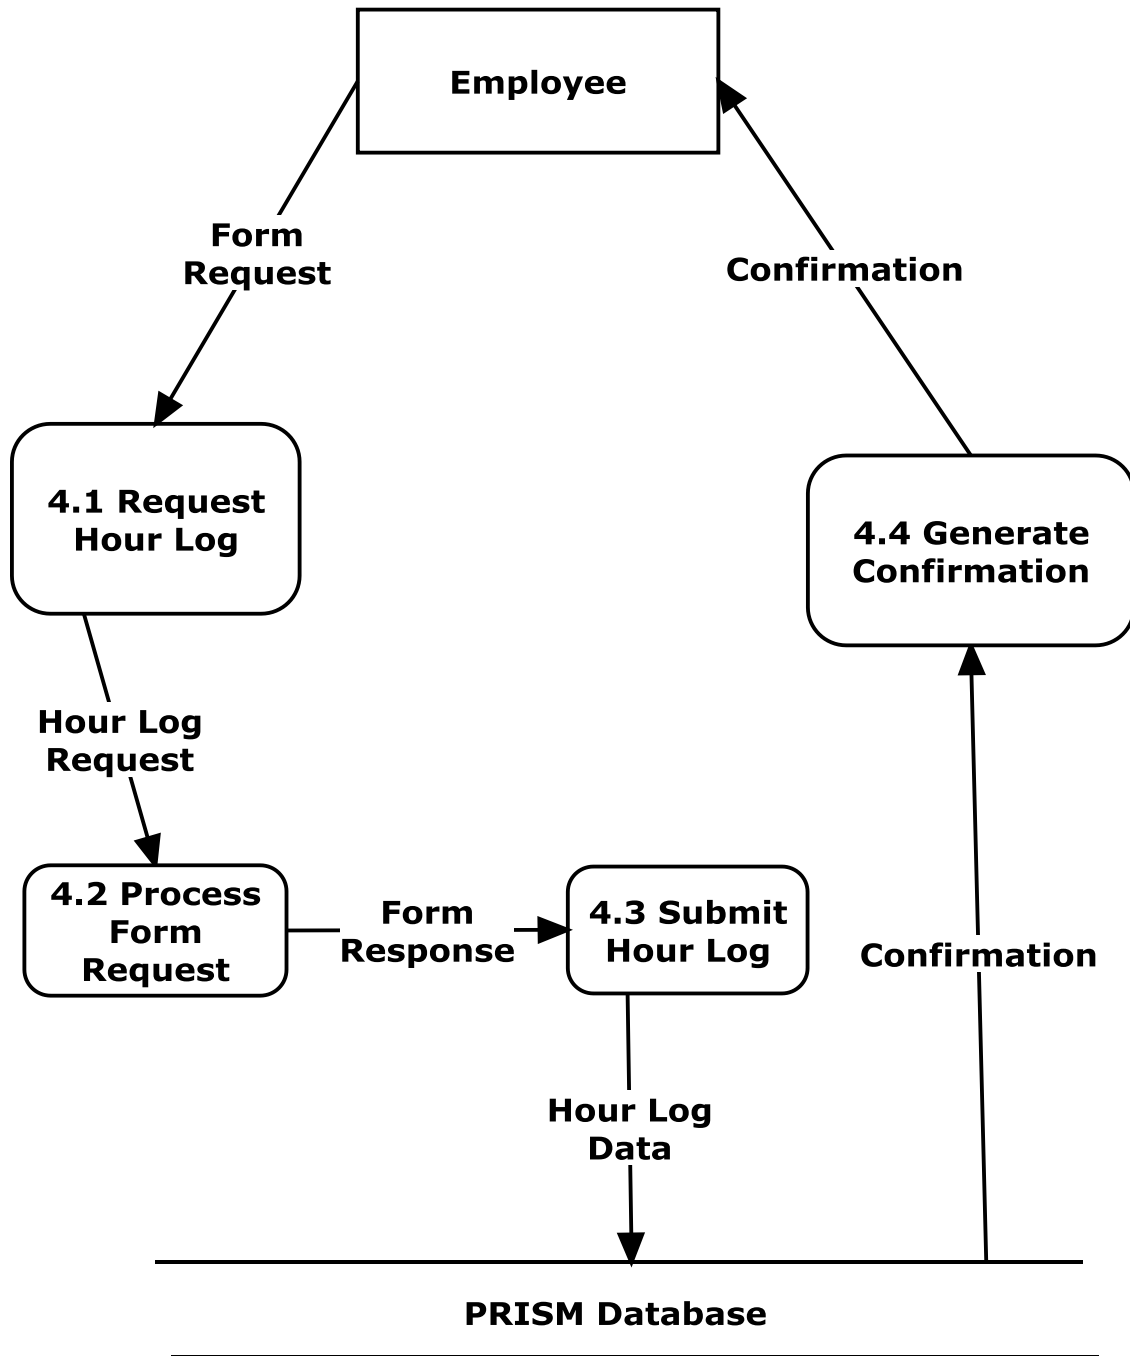 Employee
Form
Request
Confirmation
4.1 Request
Hour Log
4.4 Generate
Confirmation
Hour Log
Request
4.2 Process
Form
Request
Form
Response
4.3 Submit
Hour Log
Confirmation
Hour Log
Data
PRISM Database